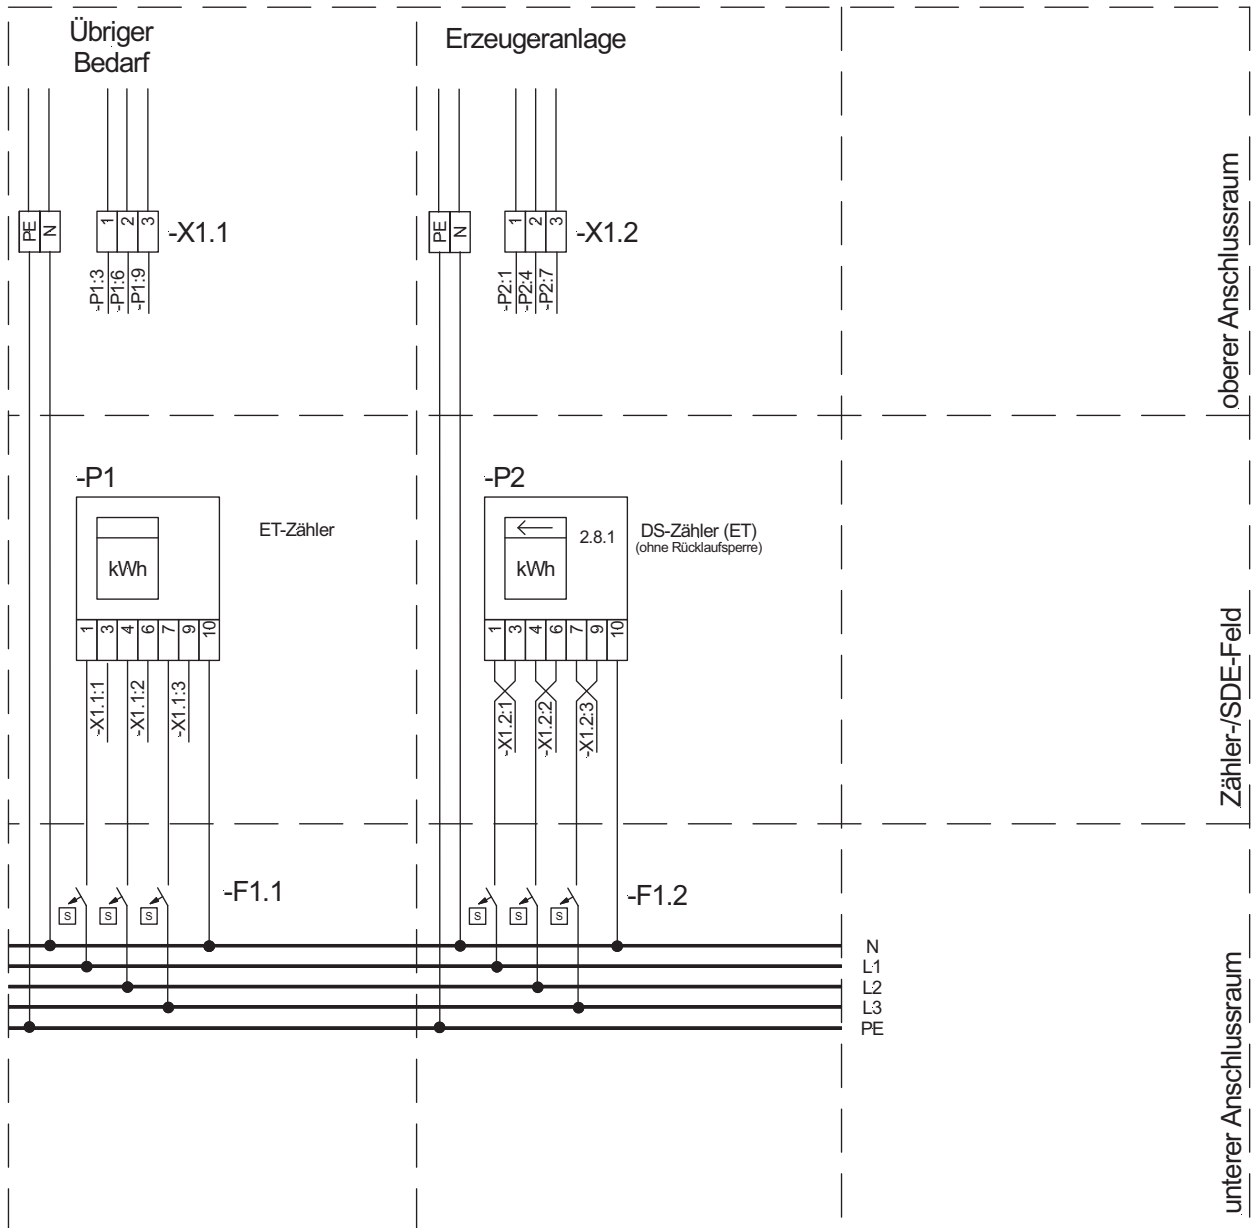 Übriger
Bedarf
Erzeugeranlage
PE
N
1
2
3
-X1.1
-P1:3
-P1:6
-P1:9
PE
N
1
2
3
-X1.2
-P2:1
-P2:4
-P2:7
oberer Anschlussraum
-P1
kWh
ET-Zähler
1
3
4
6
7
9
10
-X1.1:1
-X1.1:2
-X1.1:3
-P2
2.8.1
kWh
DS-Zähler (ET)
(ohne Rücklaufsperre)
1
3
4
6
7
9
10
-X1.2:1
-X1.2:2
-X1.2:3
Zähler-/SDE-Feld
S
S
S
-F1.1
S
S
S
-F1.2
N
L1
L2
L3
PE
unterer Anschlussraum